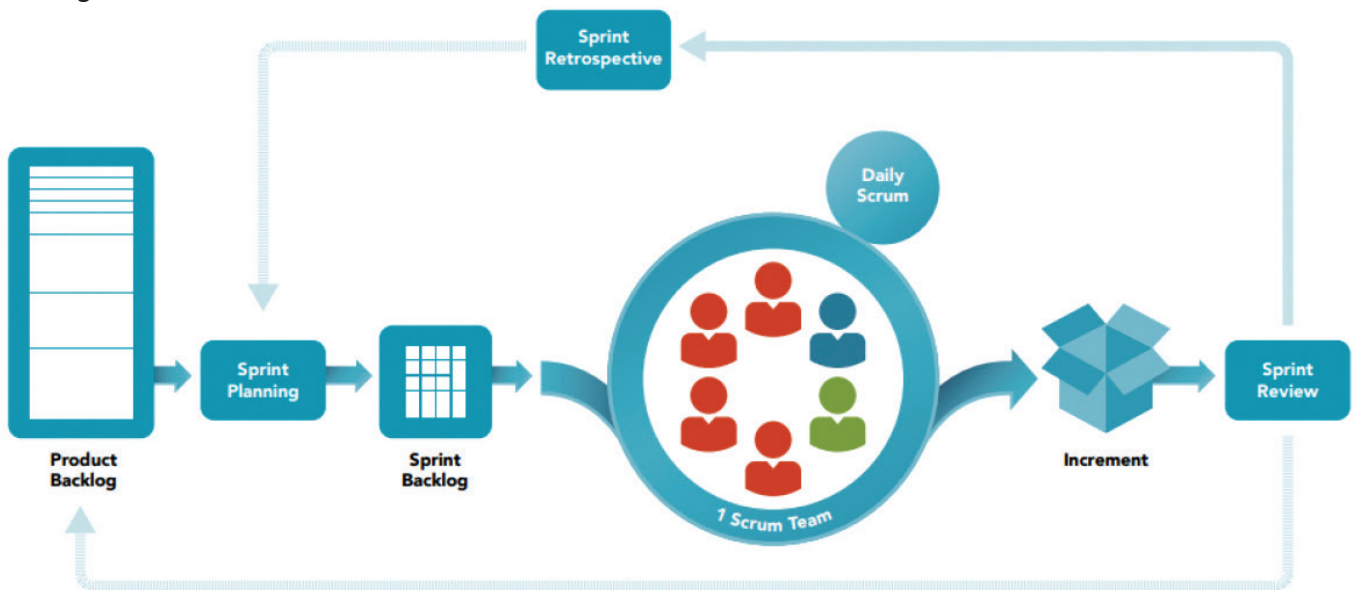 Sprint
Retrospective
Daily
Scrum
Sprint
Planning
Sprint
Review
Product
Backlog
Sprint
Backlog
1 Scrum Team
Increment